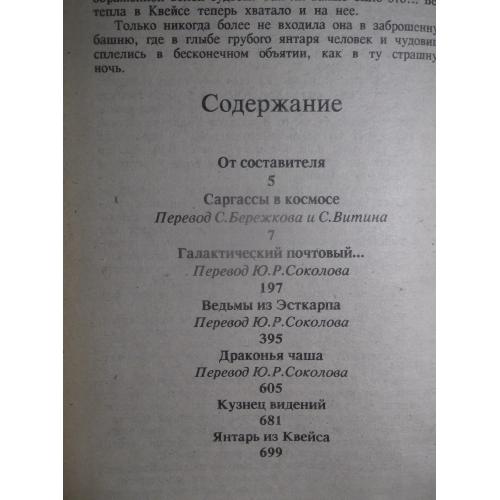 тепла в Квейсе теперь хватало и на нее.
Только никогда более не входила она в заброшенну
башню, где в глыбе грубого янтаря человек и чудовищ
сплелись в бесконечном объятии, как в ту страшну
ночь.
Содержание
От составителя
5
Саргассы в космосе
Перевод С.Бережкова и С.Витина
7
Галактический почтовый...
Перевод Ю.Р.Соколова
197
Ведьмы из Эсткарпа
Перевод Ю.Р.Соколова
395
Драконья чаша
Перевод Ю.Р.Соколова
605
Кузнец видений
681
Янтарь из Квейса
699